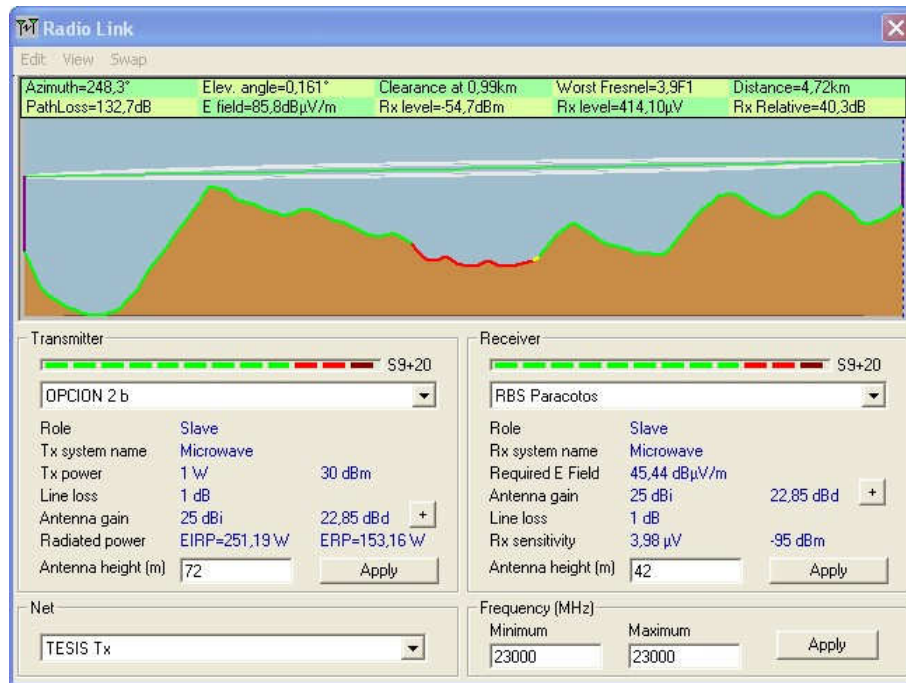 Radio Link
Edit View Swap
Azimuth=248,3° Elev. angle=0,161° Clearance at 0,99km Worst Fresnel=3,9F1 Distance=4,72km
PathLoss=132,7dB E field=85,8dBµV/m Rx level=-54,7dBm Rx level=414,10µV Rx Relative=40,3dB
Transmitter
S9+20
OPCION 2 b
Role Slave
Tx system name Microwave
Tx power 1 W 30 dBm
Line loss 1 dB
Antenna gain 25 dBi 22,85 dBd +
Radiated power EIRP=251,19 W ERP=153,16 W
Antenna height (m) 72 Apply
Receiver
S9+20
RBS Paracotos
Role Slave
Rx system name Microwave
Required E Field 45,44 dBµV/m
Antenna gain 25 dBi 22,85 dBd +
Line loss 1 dB
Rx sensitivity 3,98 µV -95 dBm
Antenna height (m) 42 Apply
Net
TESIS Tx
Frequency (MHz)
Minimum Maximum
23000 23000 Apply